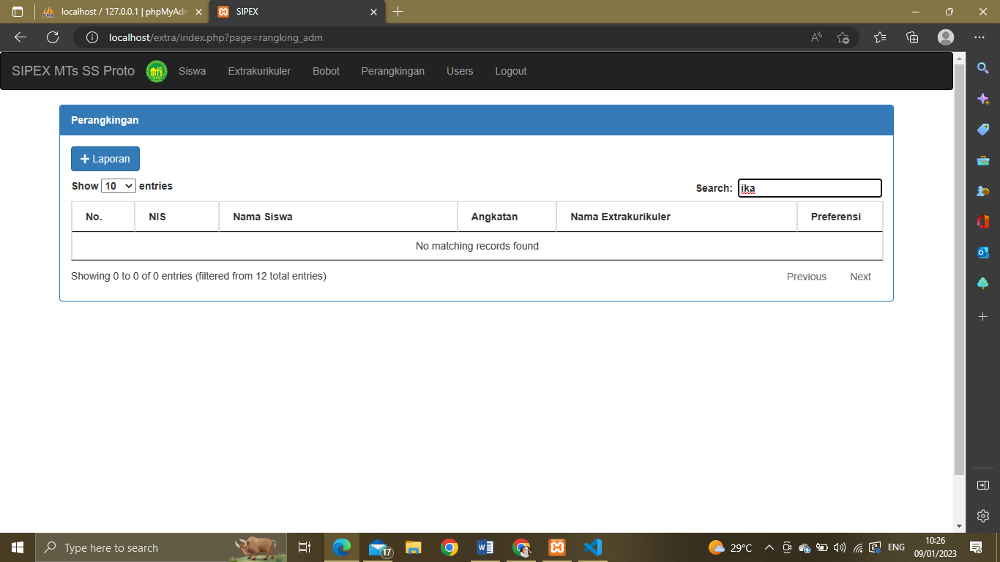 localhost / 127.0.0.1 | phpMyAdm
SIPEX
localhost/extra/index.php?page=rangking_adm
SIPEX MTs SS Proto
Siswa
Extrakurikuler
Bobot
Perangkingan
Users
Logout
Perangkingan
Laporan
Show 10 entries
Search: ika
No. NIS Nama Siswa Angkatan Nama Extrakurikuler Preferensi
No matching records found
Showing 0 to 0 of 0 entries (filtered from 12 total entries)
Previous Next
Type here to search
17
29°C
ENG
10:26
09/01/2023